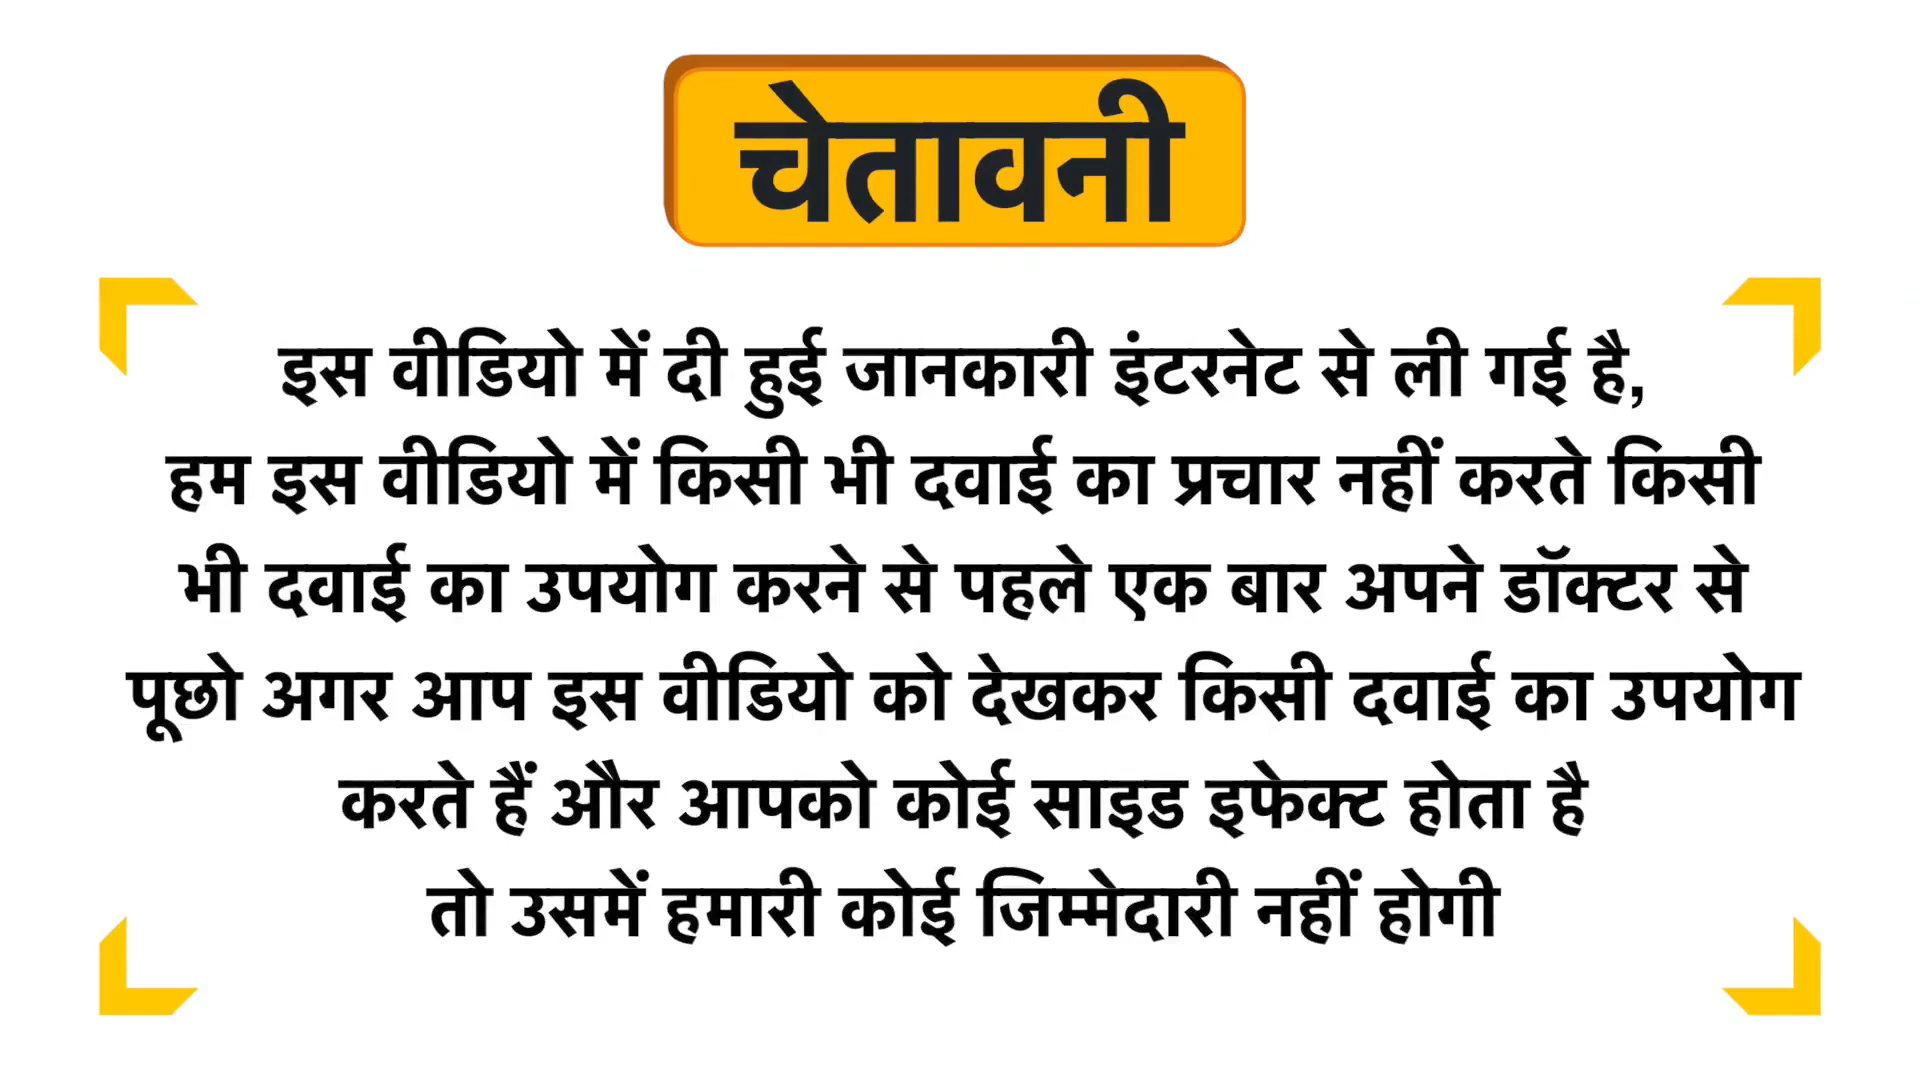 चेतावनी
इस वीडियो में दी हुई जानकारी इंटरनेट से ली गई है,
हम इस वीडियो में किसी भी दवाई का प्रचार नहीं करते किसी
भी दवाई का उपयोग करने से पहले एक बार अपने डॉक्टर से
पूछो अगर आप इस वीडियो को देखकर किसी दवाई का उपयोग
करते हैं और आपको कोई साइड इफेक्ट होता है
तो उसमें हमारी कोई जिम्मेदारी नहीं होगी